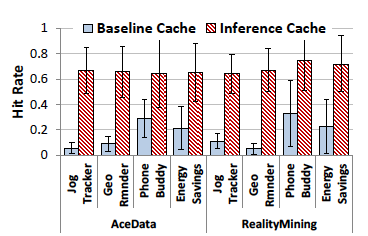 Baseline Cache Inference Cache
Hit Rate
1
0.8
0.6
0.4
0.2
0
Jog Tracker
Geo Rmnder
Phone Buddy
Energy Savings
Jog Tracker
Geo Rmnder
Phone Buddy
Energy Savings
AceData RealityMining